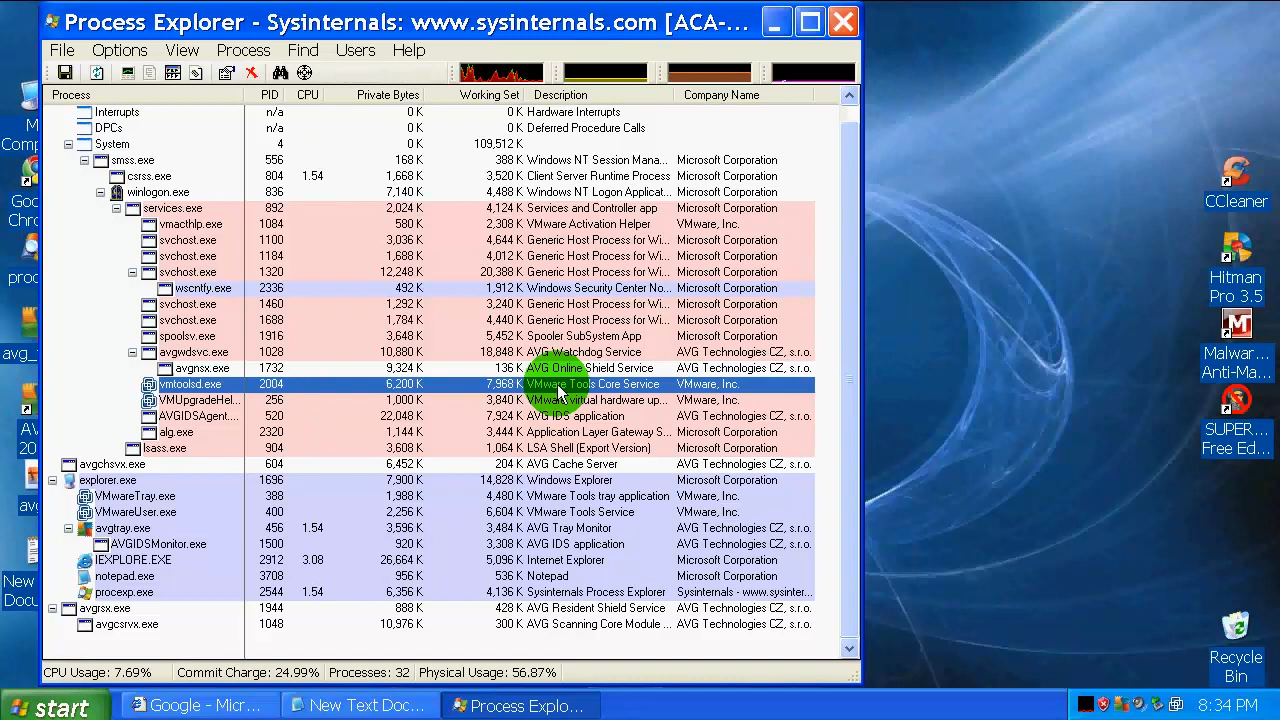 Process Explorer - Sysinternals: www.sysinternals.com [ACA-...
File Options View Process Find Users Help
Process PID CPU Private Bytes Working Set Description Company Name
Interrupts n/a 0 K 0 K Hardware Interrupts
DPCs n/a 0 K 0 K Deferred Procedure Calls
System 4 0 K 109,512 K
smss.exe 556 168 K 388 K Windows NT Session Mana... Microsoft Corporation
csrss.exe 804 1.54 1,668 K 3,520 K Client Server Runtime Process Microsoft Corporation
winlogon.exe 836 7,140 K 4,488 K Windows NT Logon Applicat... Microsoft Corporation
services.exe 892 2,024 K 4,124 K Services and Controller app Microsoft Corporation
vmacthlp.exe 1084 580 K 2,308 K VMware Activation Helper VMware, Inc.
svchost.exe 1100 3,036 K 4,644 K Generic Host Process for Wi... Microsoft Corporation
svchost.exe 1184 1,688 K 4,012 K Generic Host Process for Wi... Microsoft Corporation
svchost.exe 1320 12,248 K 20,388 K Generic Host Process for Wi... Microsoft Corporation
wscntfy.exe 2336 492 K 1,912 K Windows Security Center No... Microsoft Corporation
svchost.exe 1460 1,292 K 3,240 K Generic Host Process for Wi... Microsoft Corporation
svchost.exe 1688 1,784 K 4,440 K Generic Host Process for Wi... Microsoft Corporation
spoolsv.exe 1916 3,648 K 5,452 K Spooler SubSystem App Microsoft Corporation
avgwdsvc.exe 1028 10,880 K 18,848 K AVG Watchdog Service AVG Technologies CZ, s.r.o.
avgnsx.exe 1732 9,324 K 136 K AVG Online Shield Service AVG Technologies CZ, s.r.o.
vmtoolsd.exe 2004 6,200 K 7,968 K VMware Tools Core Service VMware, Inc.
VMUpgradeHel... 256 1,000 K 3,840 K VMware virtual hardware up... VMware, Inc.
AVGIDSAgent.... 520 22,048 K 7,924 K AVG IDS application AVG Technologies CZ, s.r.o.
alg.exe 2320 1,144 K 3,444 K Application Layer Gateway S... Microsoft Corporation
lsass.exe 904 3,608 K 1,064 K LSA Shell (Export Version) Microsoft Corporation
avgchsvx.exe 604 6,452 K 204 K AVG Cache Server AVG Technologies CZ, s.r.o.
explorer.exe 1696 7,900 K 14,828 K Windows Explorer Microsoft Corporation
VMwareTray.exe 388 1,988 K 4,480 K VMware Tools tray application VMware, Inc.
VMwareUser.exe 400 2,256 K 6,604 K VMware Tools Service VMware, Inc.
avgtray.exe 456 1.54 3,596 K 3,484 K AVG Tray Monitor AVG Technologies CZ, s.r.o.
AVGIDSMonitor.exe 1500 920 K 3,308 K AVG IDS application AVG Technologies CZ, s.r.o.
IEXPLORE.EXE 2912 3.08 26,664 K 5,096 K Internet Explorer Microsoft Corporation
notepad.exe 3708 956 K 536 K Notepad Microsoft Corporation
procexp.exe 2544 1.54 6,356 K 4,136 K Sysinternals Process Explorer Sysinternals - www.sysinter...
avgrsx.exe 1944 888 K 428 K AVG Resident Shield Service AVG Technologies CZ, s.r.o.
avgcsrvx.exe 1048 10,976 K 300 K AVG Scanning Core Module ... AVG Technologies CZ, s.r.o.
CPU Usage: 7.69% Commit Charge: 24.99% Processes: 32 Physical Usage: 56.87%
M
Comp
Goo
Chro
proc
avg_
AV
20
avg
New
Docu
CCleaner
Hitman
Pro 3.5
Malwar...
Anti-Ma...
SUPER...
Free Ed...
Recycle
Bin
start Google - Micr... New Text Doc... Process Explo... 8:34 PM